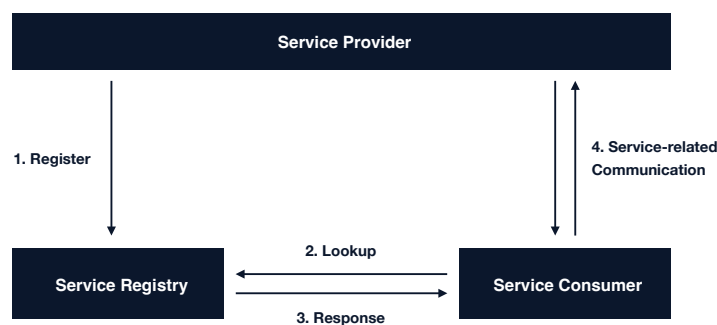 Service Provider
1. Register
4. Service-related
Communication
2. Lookup
Service Registry
Service Consumer
3. Response